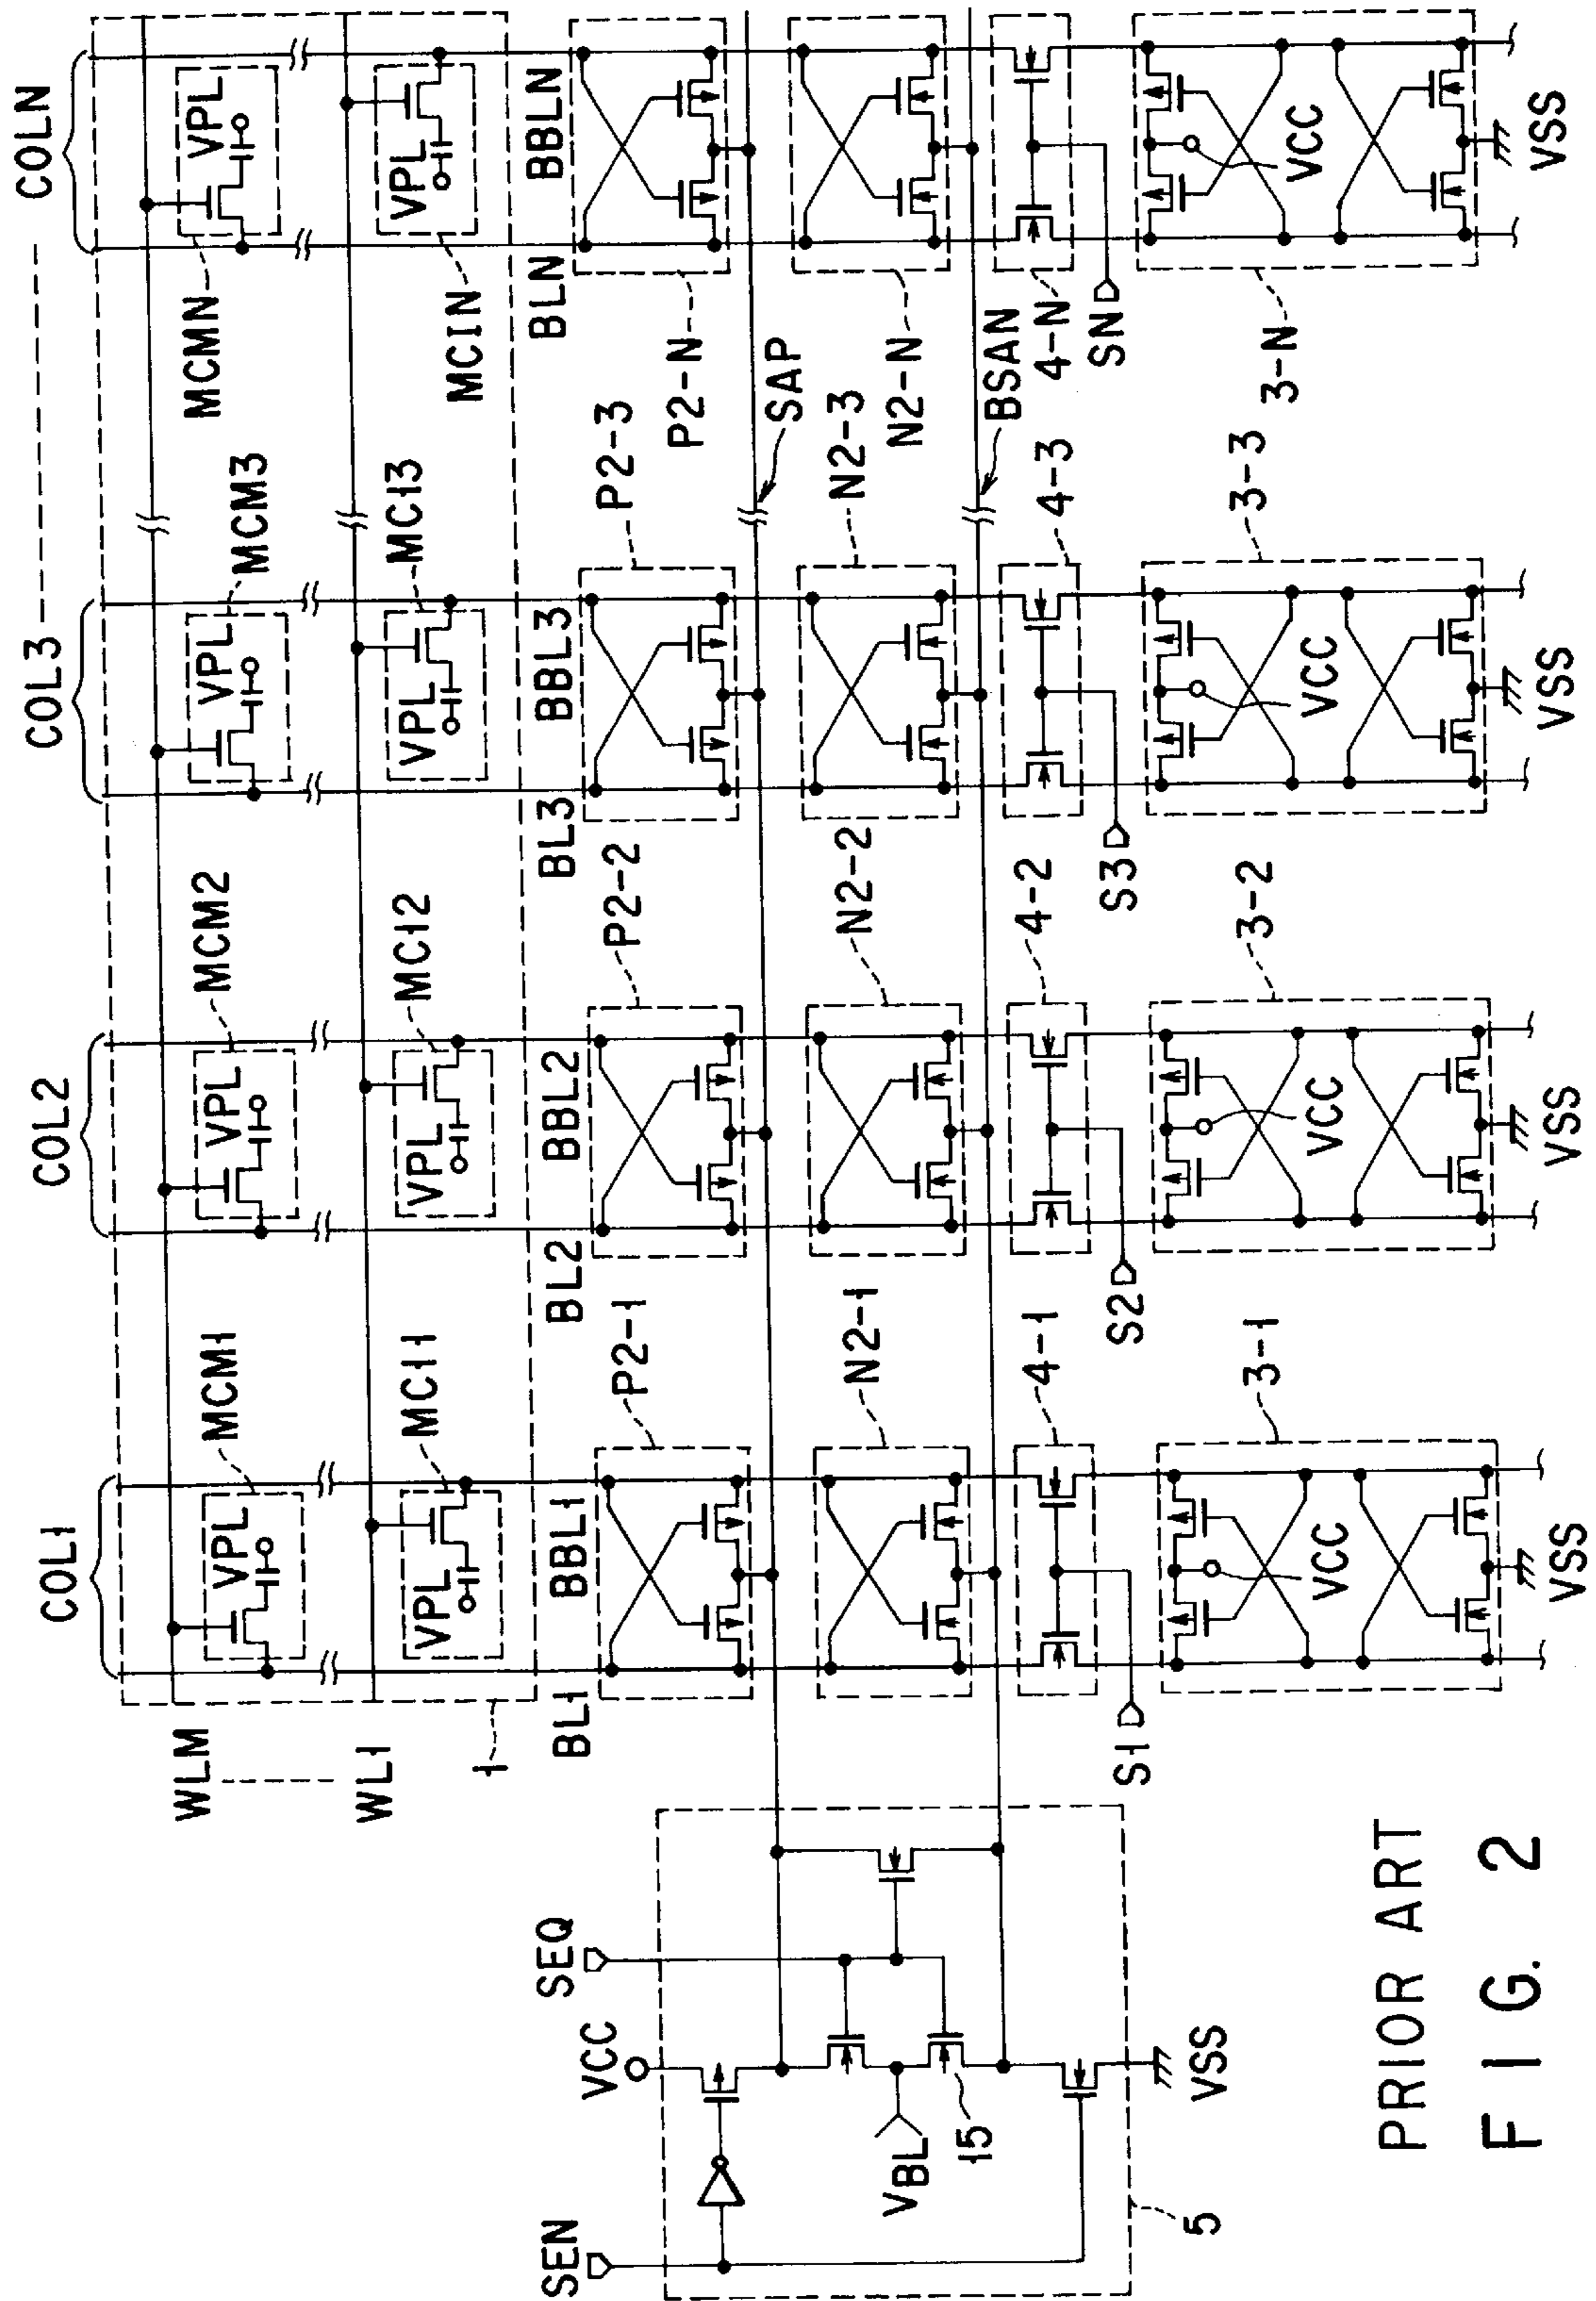 COL1
COL2
COL3
COLN
WLM
MCM1
VPL
MCM2
VPL
MCM3
VPL
MCMN
VPL
WL1
MC11
VPL
MC12
VPL
MC13
VPL
MC1N
VPL
1
BL1
BBL1
BL2
BBL2
BL3
BBL3
BLN
BBLN
SEN
VCC
SEQ
P2-1
P2-2
P2-3
P2-N
SAP
N2-1
N2-2
N2-3
N2-N
VBL
15
BSAN
4-1
4-2
4-3
4-N
S1
S2
S3
SN
5
VSS
3-1
3-2
3-3
3-N
VCC
VCC
VCC
VCC
VSS
VSS
VSS
VSS
PRIOR ART
FIG. 2